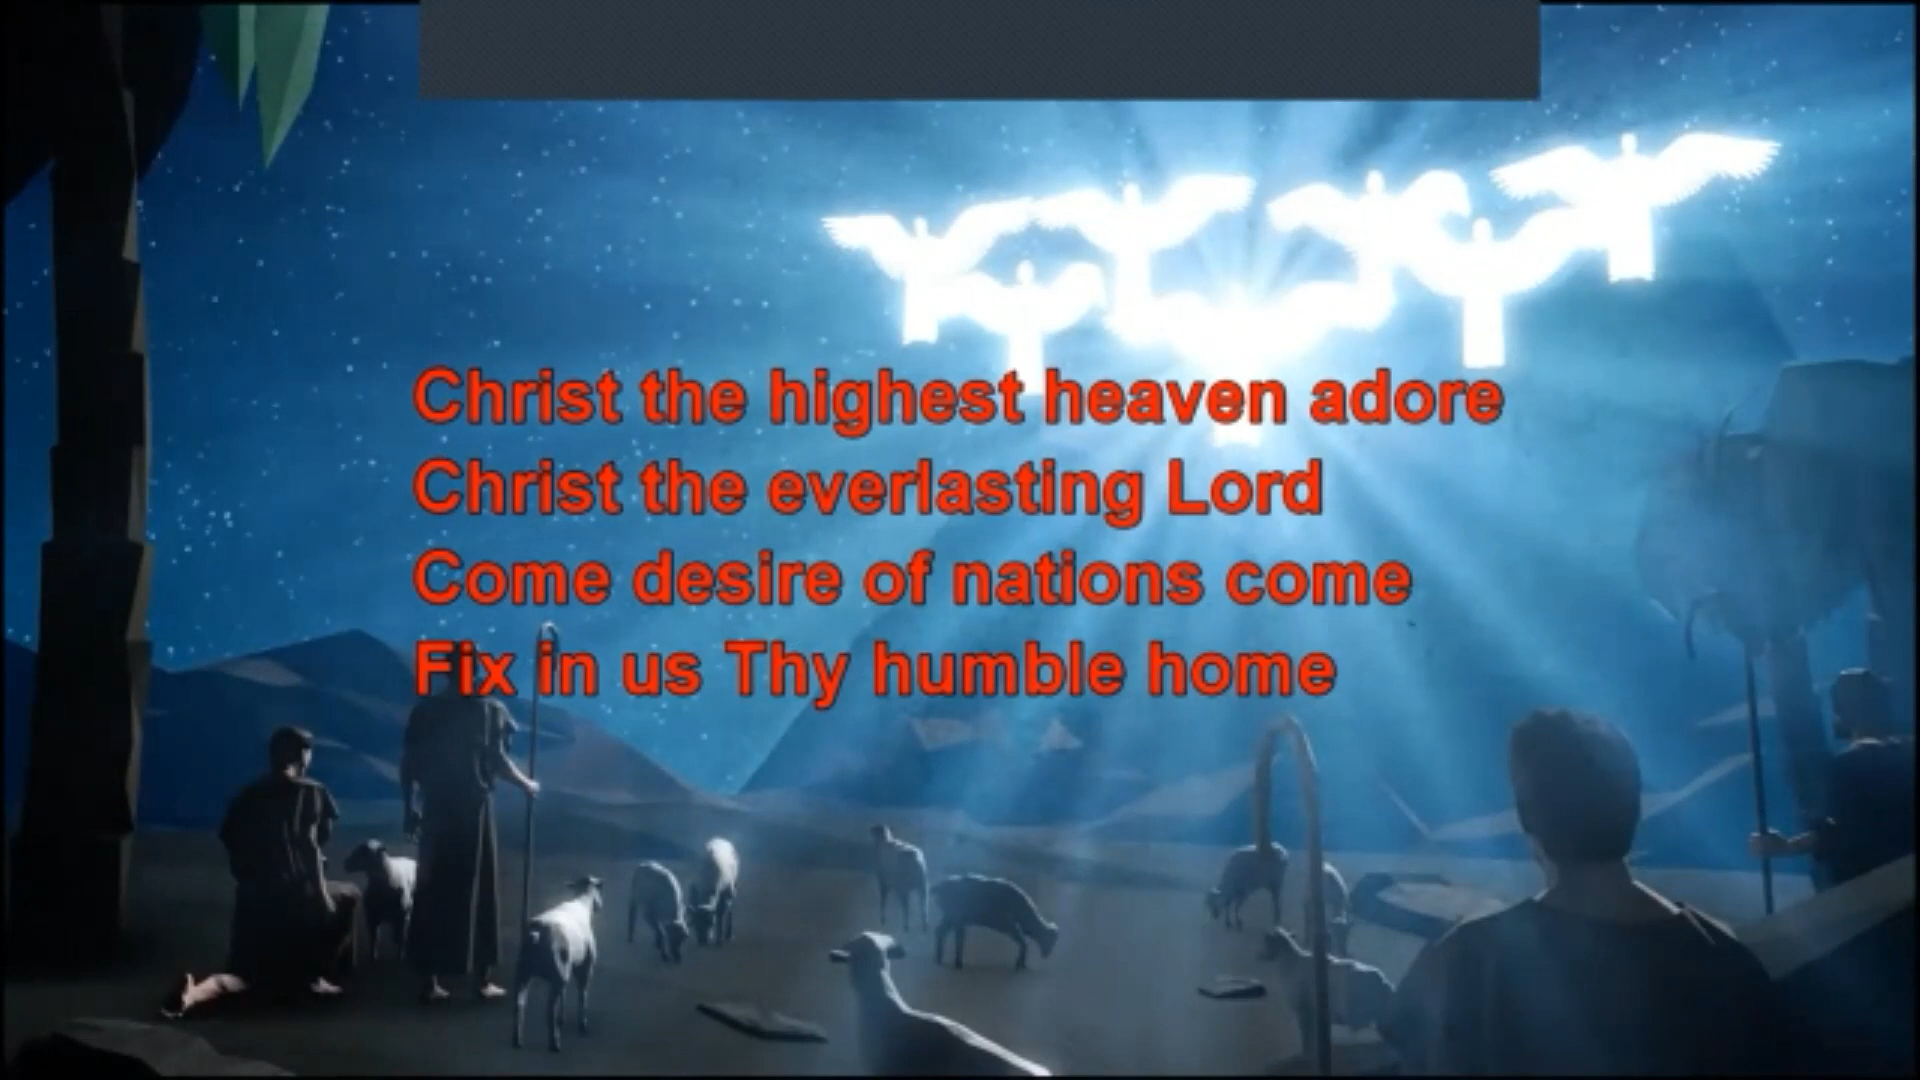 Christ the highest heaven adore
Christ the everlasting Lord
Come desire of nations come
Fix in us Thy humble home